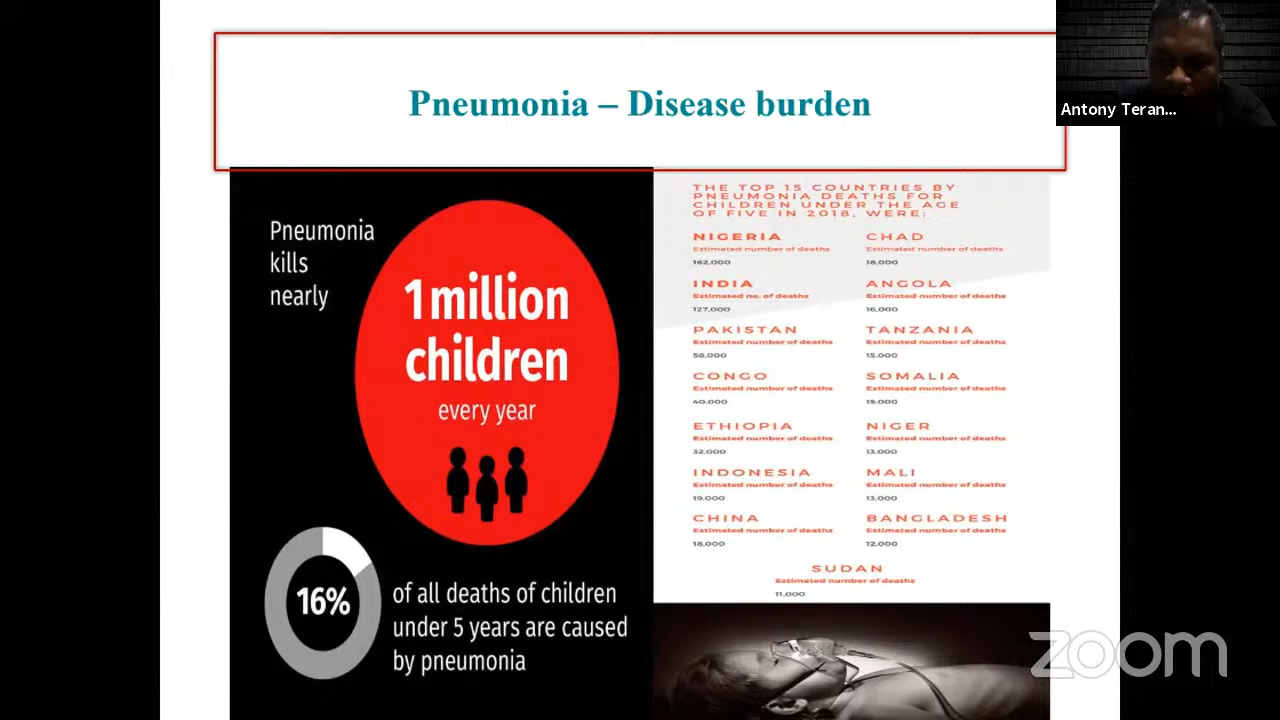 Pneumonia – Disease burden
Antony Teran...
Pneumonia
kills
nearly
1 million
children
every year
16%
of all deaths of children
under 5 years are caused
by pneumonia
THE TOP 15 COUNTRIES BY
PNEUMONIA DEATHS FOR
CHILDREN UNDER THE AGE
OF FIVE IN 2018, WERE:
NIGERIA
Estimated number of deaths
162,000
INDIA
Estimated no. of deaths
127,000
PAKISTAN
Estimated number of deaths
58,000
CONGO
Estimated number of deaths
40,000
ETHIOPIA
Estimated number of deaths
32,000
INDONESIA
Estimated number of deaths
19,000
CHINA
Estimated number of deaths
18,000
CHAD
Estimated number of deaths
18,000
ANGOLA
Estimated number of deaths
16,000
TANZANIA
Estimated number of deaths
15,000
SOMALIA
Estimated number of deaths
15,000
NIGER
Estimated number of deaths
13,000
MALI
Estimated number of deaths
13,000
BANGLADESH
Estimated number of deaths
12,000
SUDAN
Estimated number of deaths
11,000
zoom